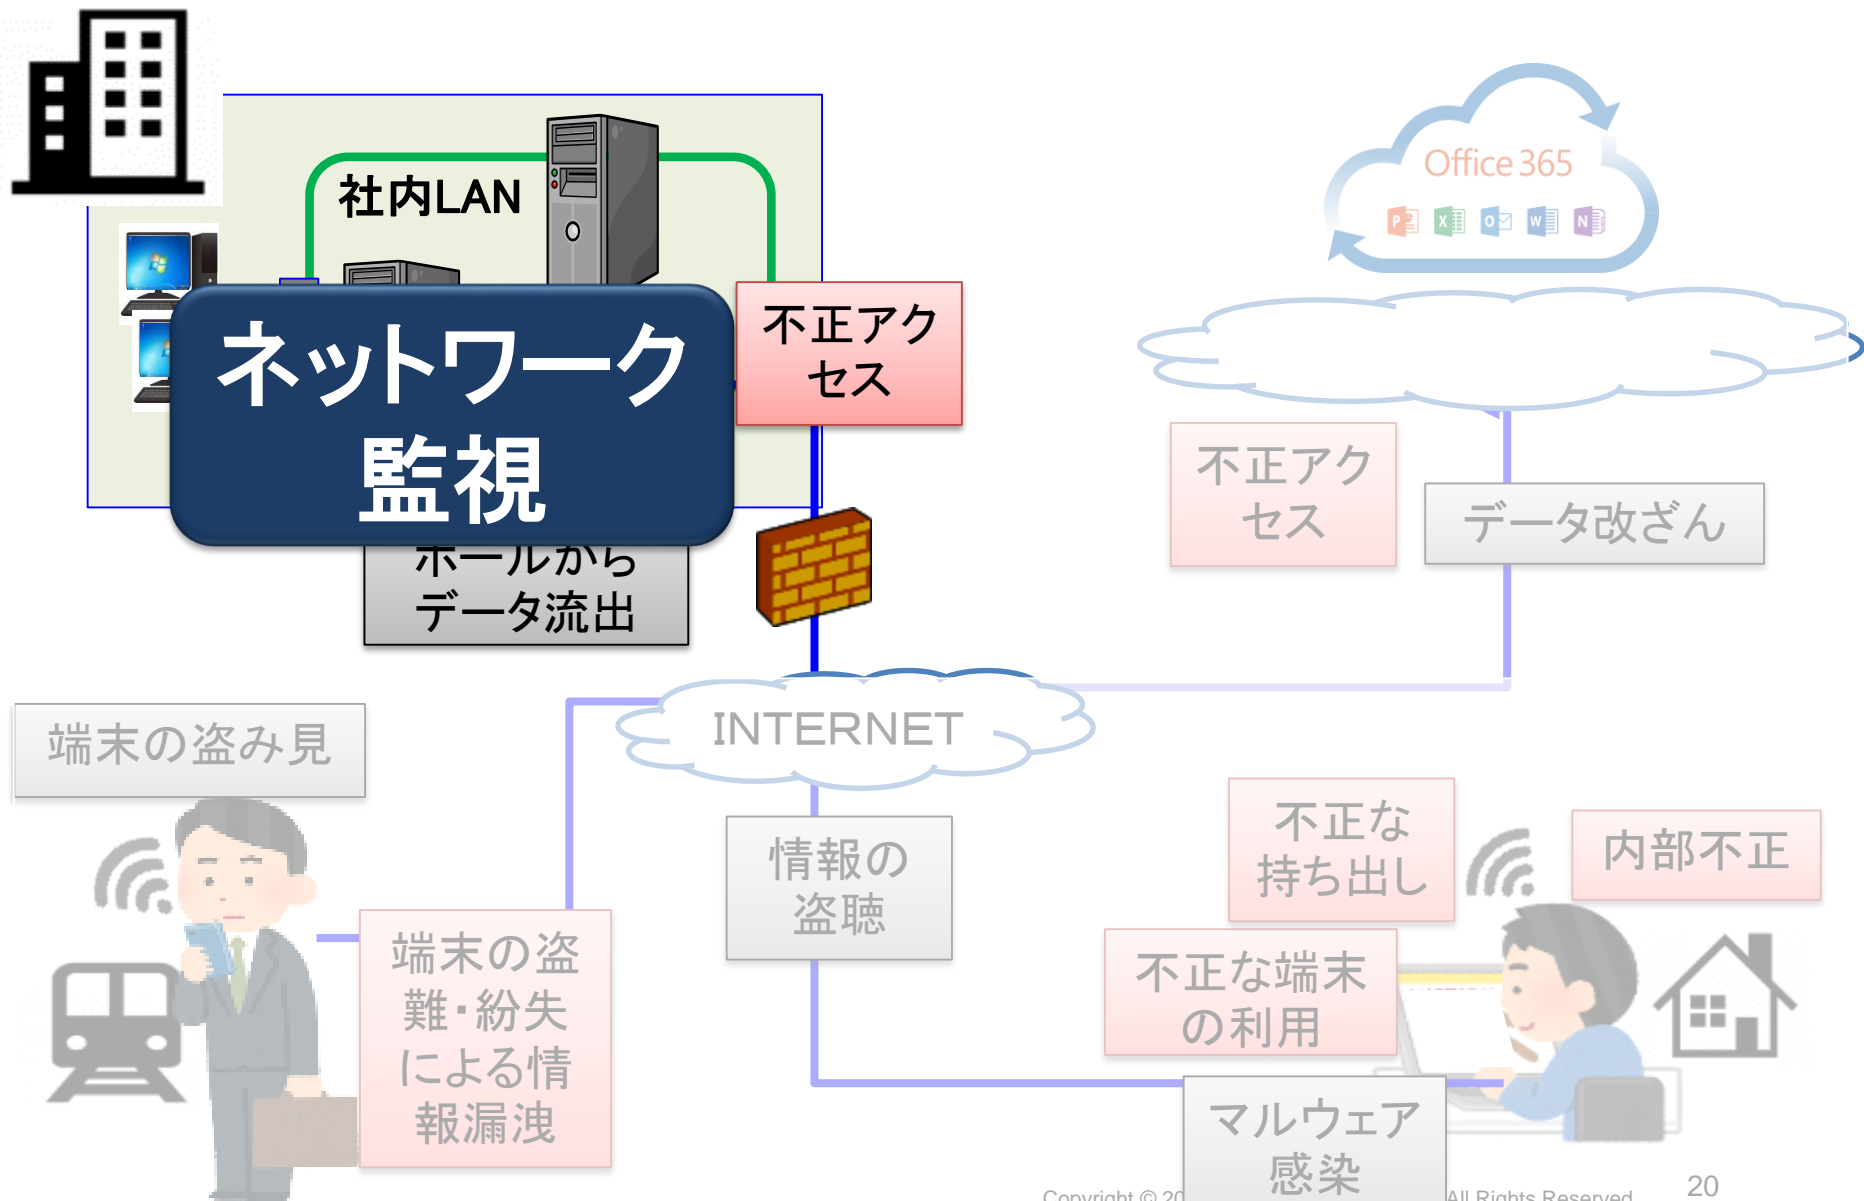 社内LAN
Office 365
ネットワーク
監視
不正アク
セス
ホールから
データ流出
不正アク
セス
データ改ざん
INTERNET
端末の盗み見
情報の
盗聴
不正な
持ち出し
内部不正
端末の盗
難・紛失
による情
報漏洩
不正な端末
の利用
マルウェア
感染
Copyright © 20
All Rights Reserved
20